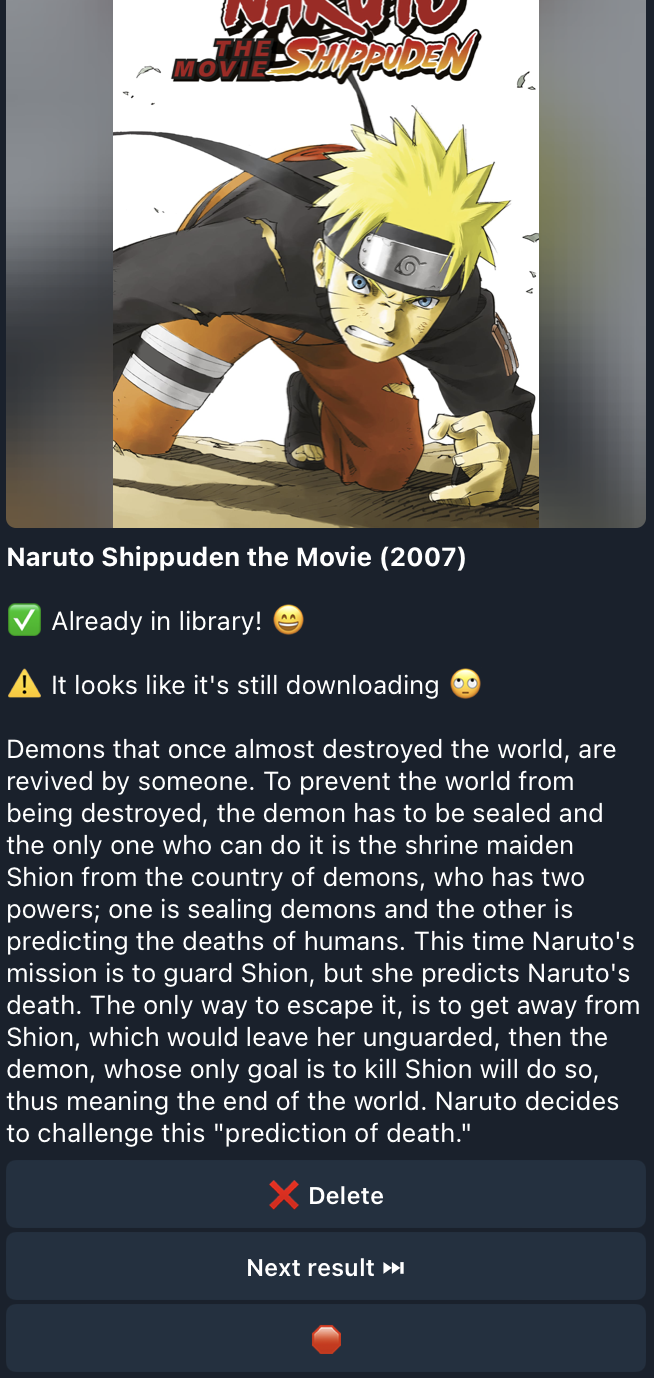 NARUTO
THE
MOVIE SHIPPUDEN
Naruto Shippuden the Movie (2007)
✅ Already in library! 😄
⚠️ It looks like it's still downloading 🙄
Demons that once almost destroyed the world, are
revived by someone. To prevent the world from
being destroyed, the demon has to be sealed and
the only one who can do it is the shrine maiden
Shion from the country of demons, who has two
powers; one is sealing demons and the other is
predicting the deaths of humans. This time Naruto's
mission is to guard Shion, but she predicts Naruto's
death. The only way to escape it, is to get away from
Shion, which would leave her unguarded, then the
demon, whose only goal is to kill Shion will do so,
thus meaning the end of the world. Naruto decides
to challenge this "prediction of death."
❌ Delete
Next result ⏭
🛑